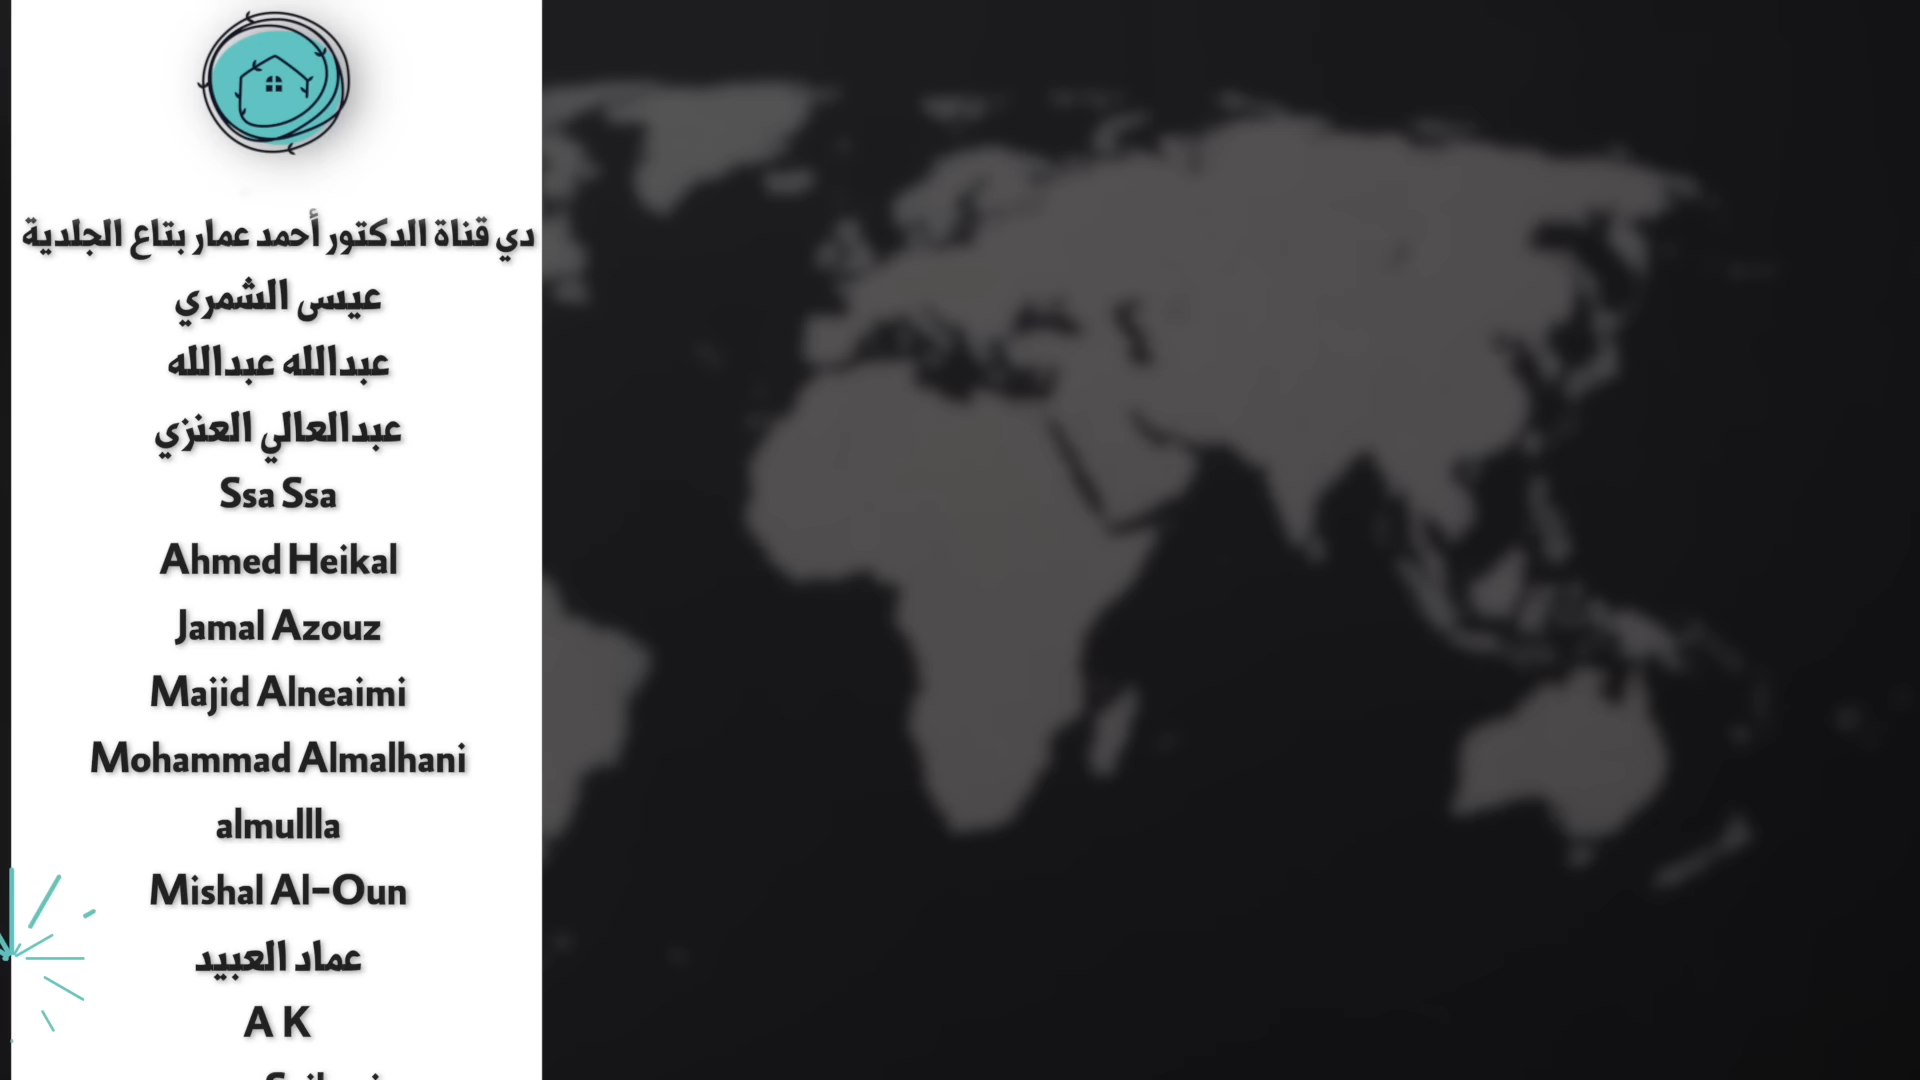 دي قناة الدكتور أحمد عمار بتاع الجلدية
عيسى الشمري
عبدالله عبدالله
عبدالعالي العنزي
Ssa Ssa
Ahmed Heikal
Jamal Azouz
Majid Alneaimi
Mohammad Almalhani
almullla
Mishal Al-Oun
عماد العبيد
A K